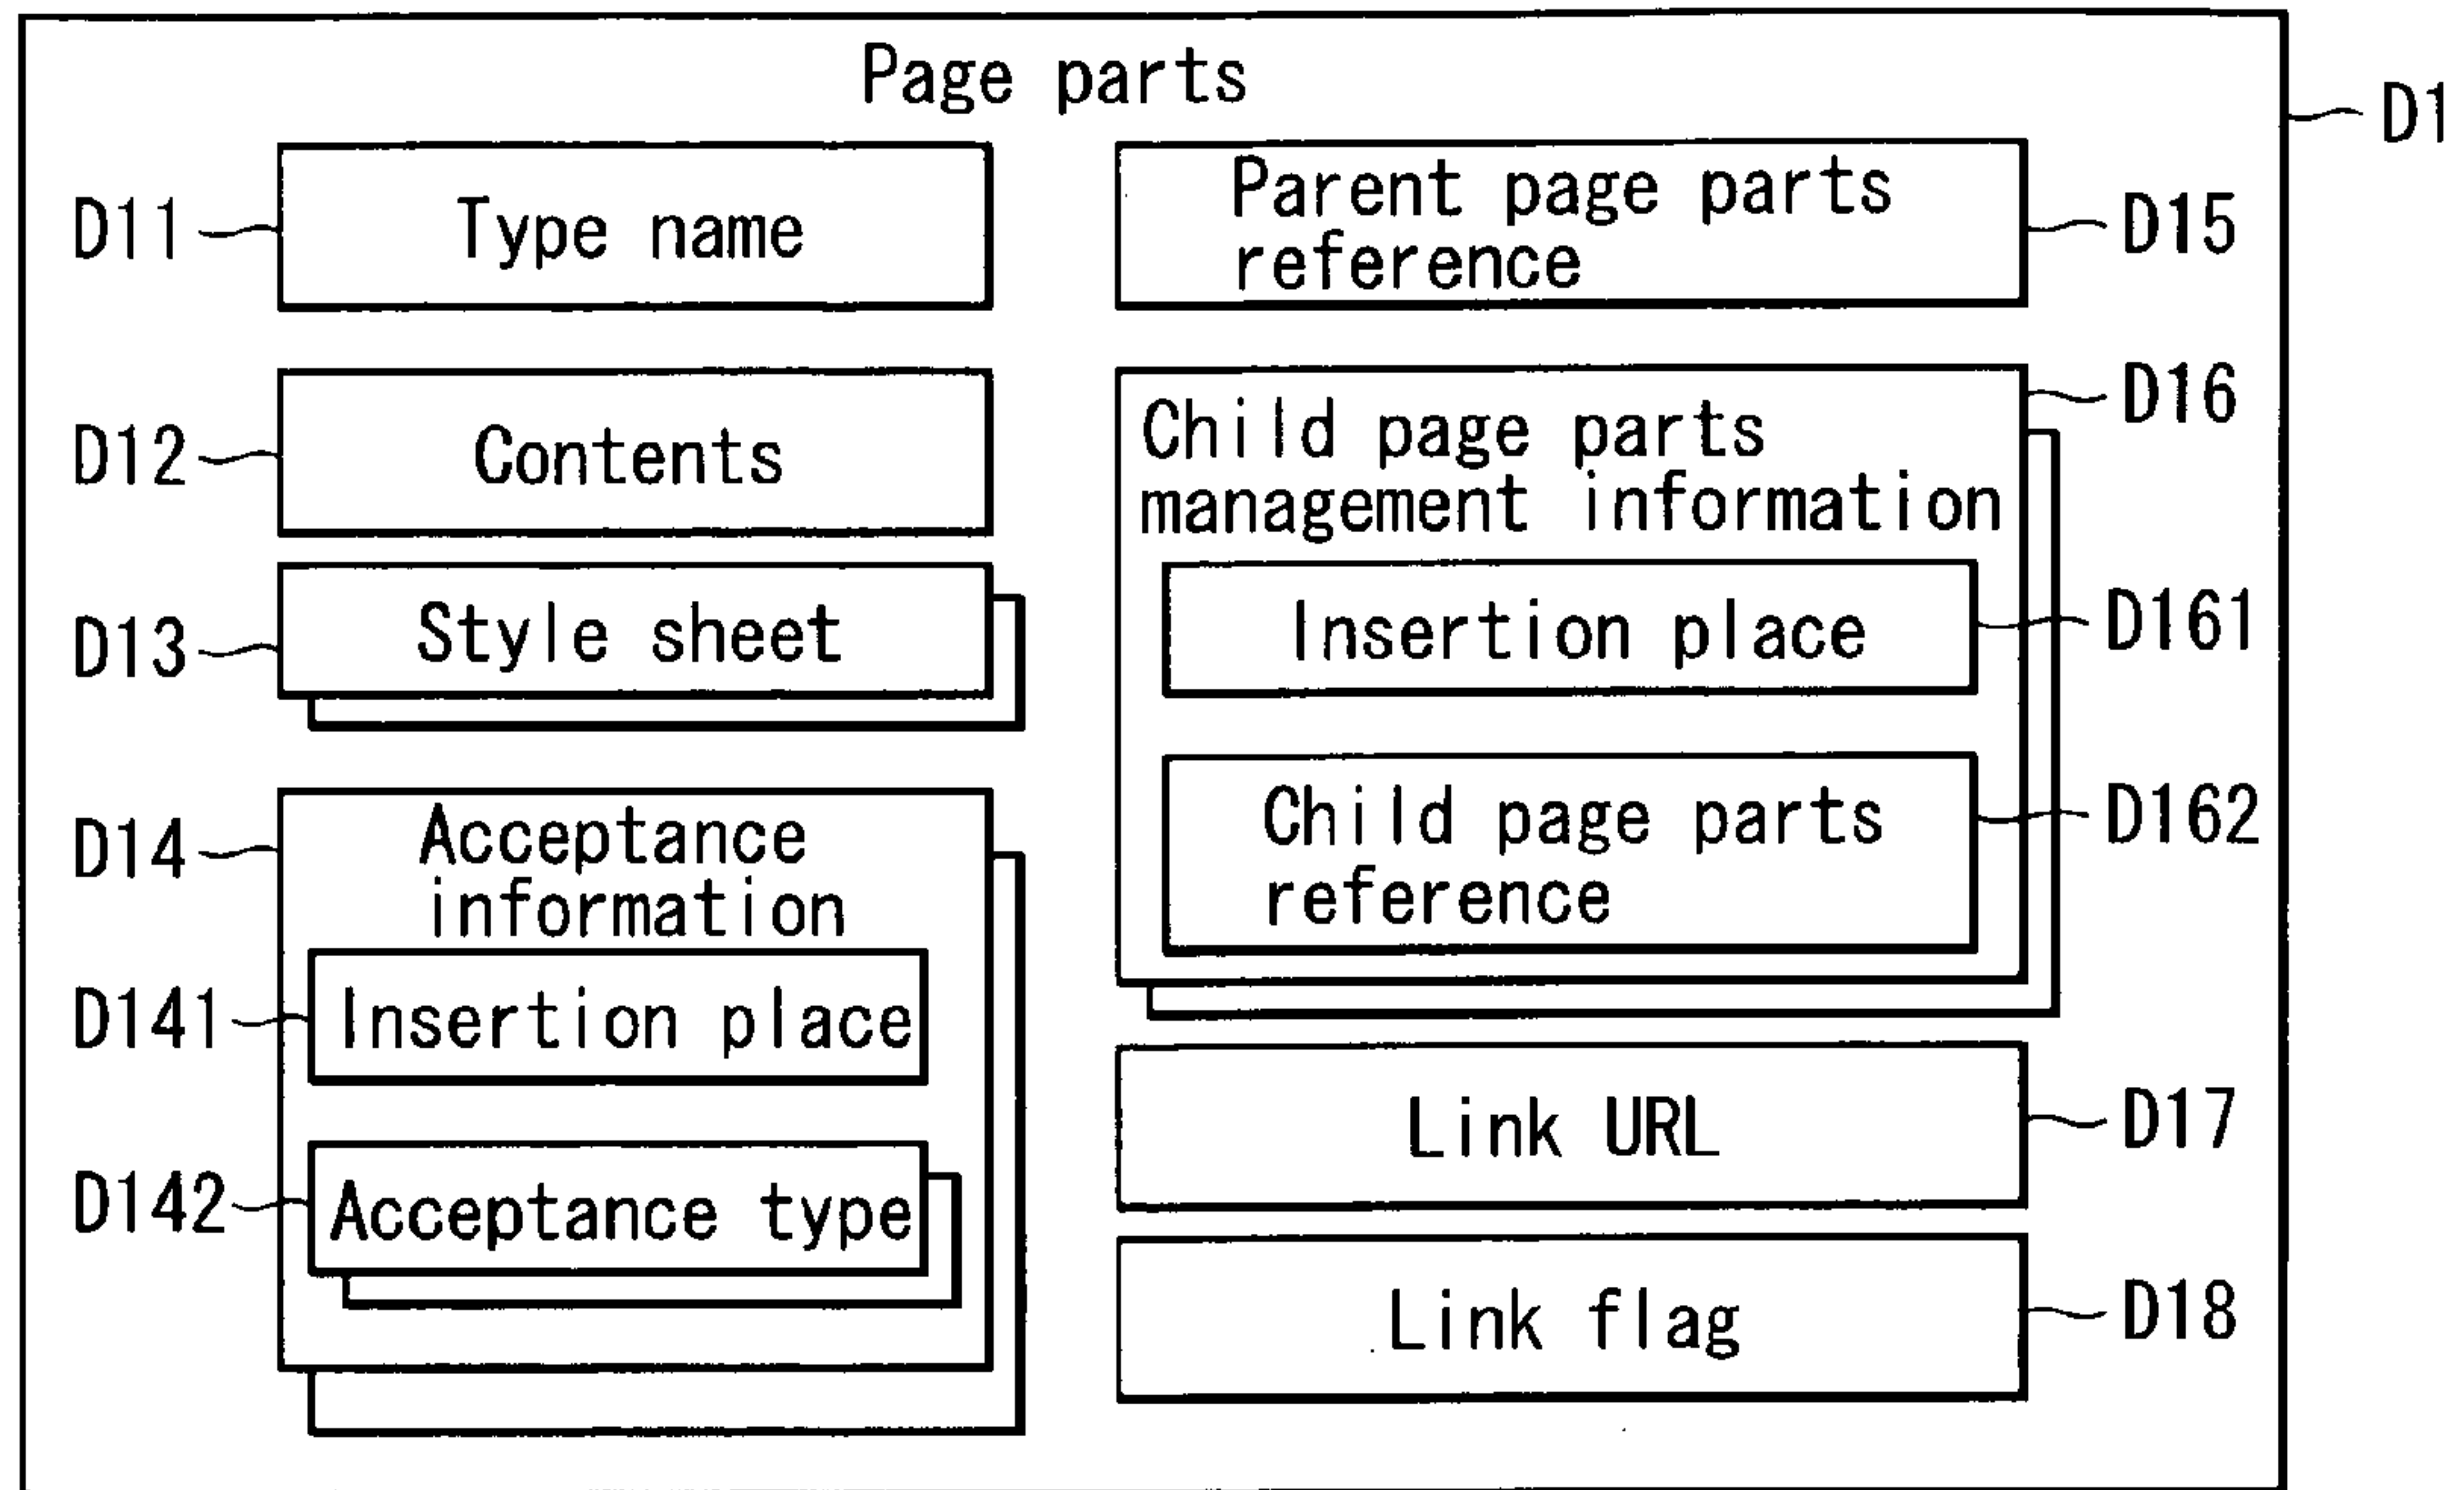 Page parts
D1
D11
Type name
D12
Contents
D13
Style sheet
D14
Acceptance
information
D141
Insertion place
D142
Acceptance type
Parent page parts
reference
D15
D16
Child page parts
management information
Insertion place
D161
Child page parts
reference
D162
Link URL
D17
Link flag
D18